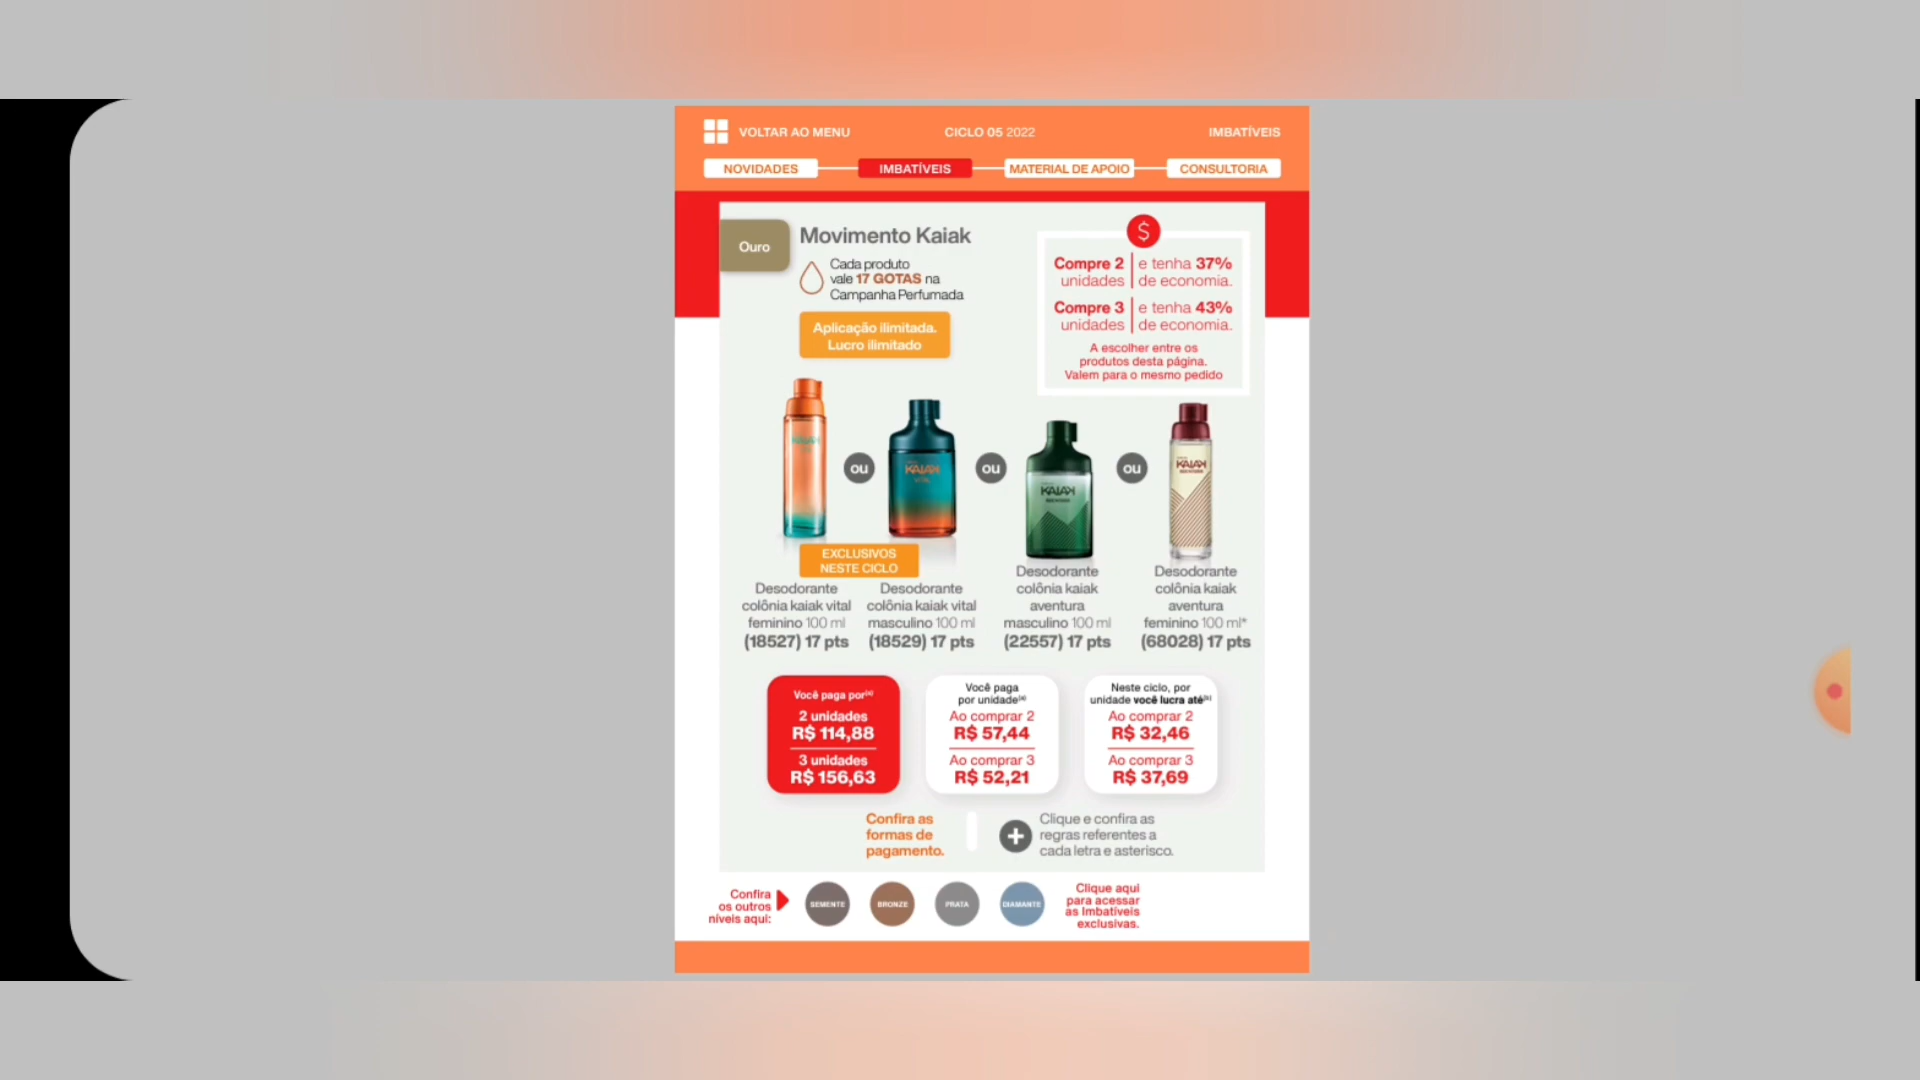 VOLTAR AO MENU
CICLO 05 2022
IMBATÍVEIS
NOVIDADES
IMBATÍVEIS
MATERIAL DE APOIO
CONSULTORIA
Ouro
Movimento Kaiak
Cada produto
vale 17 GOTAS na
Campanha Perfumada
Aplicação ilimitada.
Lucro ilimitado
$
Compre 2 e tenha 37%
unidades de economia.
Compre 3 e tenha 43%
unidades de economia.
A escolher entre os
produtos desta página.
Valem para o mesmo pedido
KAIAK
ou
KAIAK
VITAL
ou
KAIAK
ou
KAIAK
EXCLUSIVOS
NESTE CICLO
Desodorante
colônia kaiak vital
feminino 100 ml
(18527) 17 pts
Desodorante
colônia kaiak vital
masculino 100 ml
(18529) 17 pts
Desodorante
colônia kaiak
aventura
masculino 100 ml
(22557) 17 pts
Desodorante
colônia kaiak
aventura
feminino 100 ml*
(68028) 17 pts
Você paga por(a)
2 unidades
R$ 114,88
3 unidades
R$ 156,63
Você paga
por unidade(a)
Ao comprar 2
R$ 57,44
Ao comprar 3
R$ 52,21
Neste ciclo, por
unidade você lucra até(b)
Ao comprar 2
R$ 32,46
Ao comprar 3
R$ 37,69
Confira as
formas de
pagamento.
+
Clique e confira as
regras referentes a
cada letra e asterisco.
Confira
os outros
níveis aqui:
SEMENTE
BRONZE
PRATA
DIAMANTE
Clique aqui
para acessar
as Imbatíveis
exclusivas.